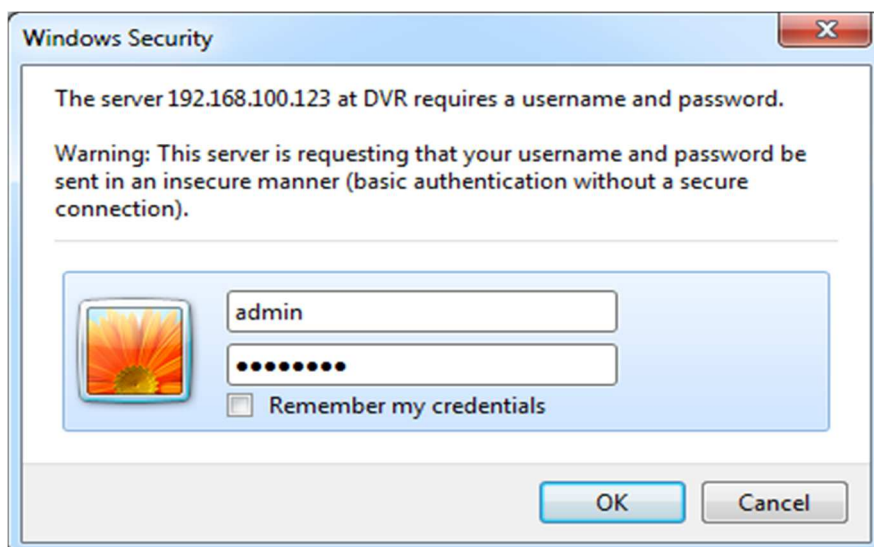 Windows Security
The server 192.168.100.123 at DVR requires a username and password.
Warning: This server is requesting that your username and password be
sent in an insecure manner (basic authentication without a secure
connection).
admin
••••••••
Remember my credentials
OK Cancel